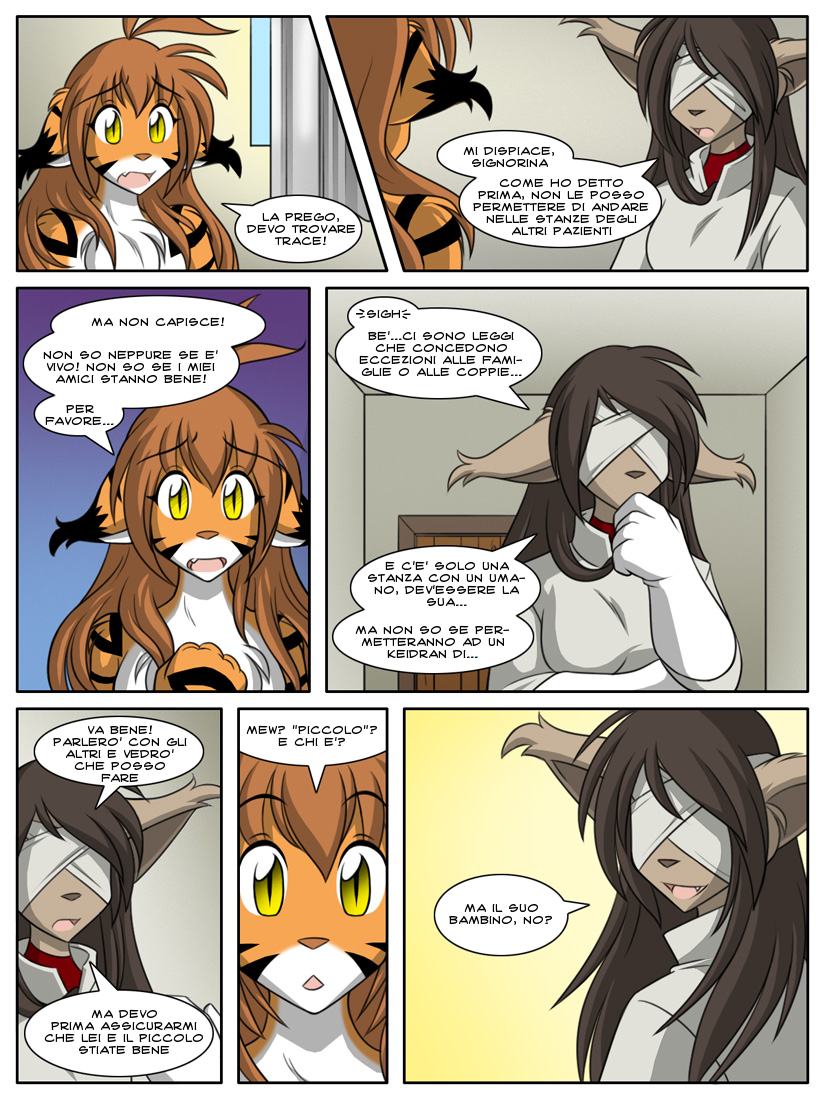 LA PREGO,
DEVO TROVARE
TRACE!
MI DISPIACE,
SIGNORINA
COME HO DETTO
PRIMA, NON LE POSSO
PERMETTERE DI ANDARE
NELLE STANZE DEGLI
ALTRI PAZIENTI
MA NON CAPISCE!
NON SO NEPPURE SE E'
VIVO! NON SO SE I MIEI
AMICI STANNO BENE!
PER
FAVORE...
SIGH
BE'...CI SONO LEGGI
CHE CONCEDONO
ECCEZIONI ALLE FAMI-
GLIE O ALLE COPPIE...
E C'E' SOLO UNA
STANZA CON UN UMA-
NO, DEV'ESSERE LA
SUA...
MA NON SO SE PER-
METTERANNO AD UN
KEIDRAN DI...
VA BENE!
PARLERO' CON GLI
ALTRI E VEDRO'
CHE POSSO
FARE
MA DEVO
PRIMA ASSICURARMI
CHE LEI E IL PICCOLO
STIATE BENE
MEW? "PICCOLO"?
E CHI E'?
MA IL SUO
BAMBINO, NO?